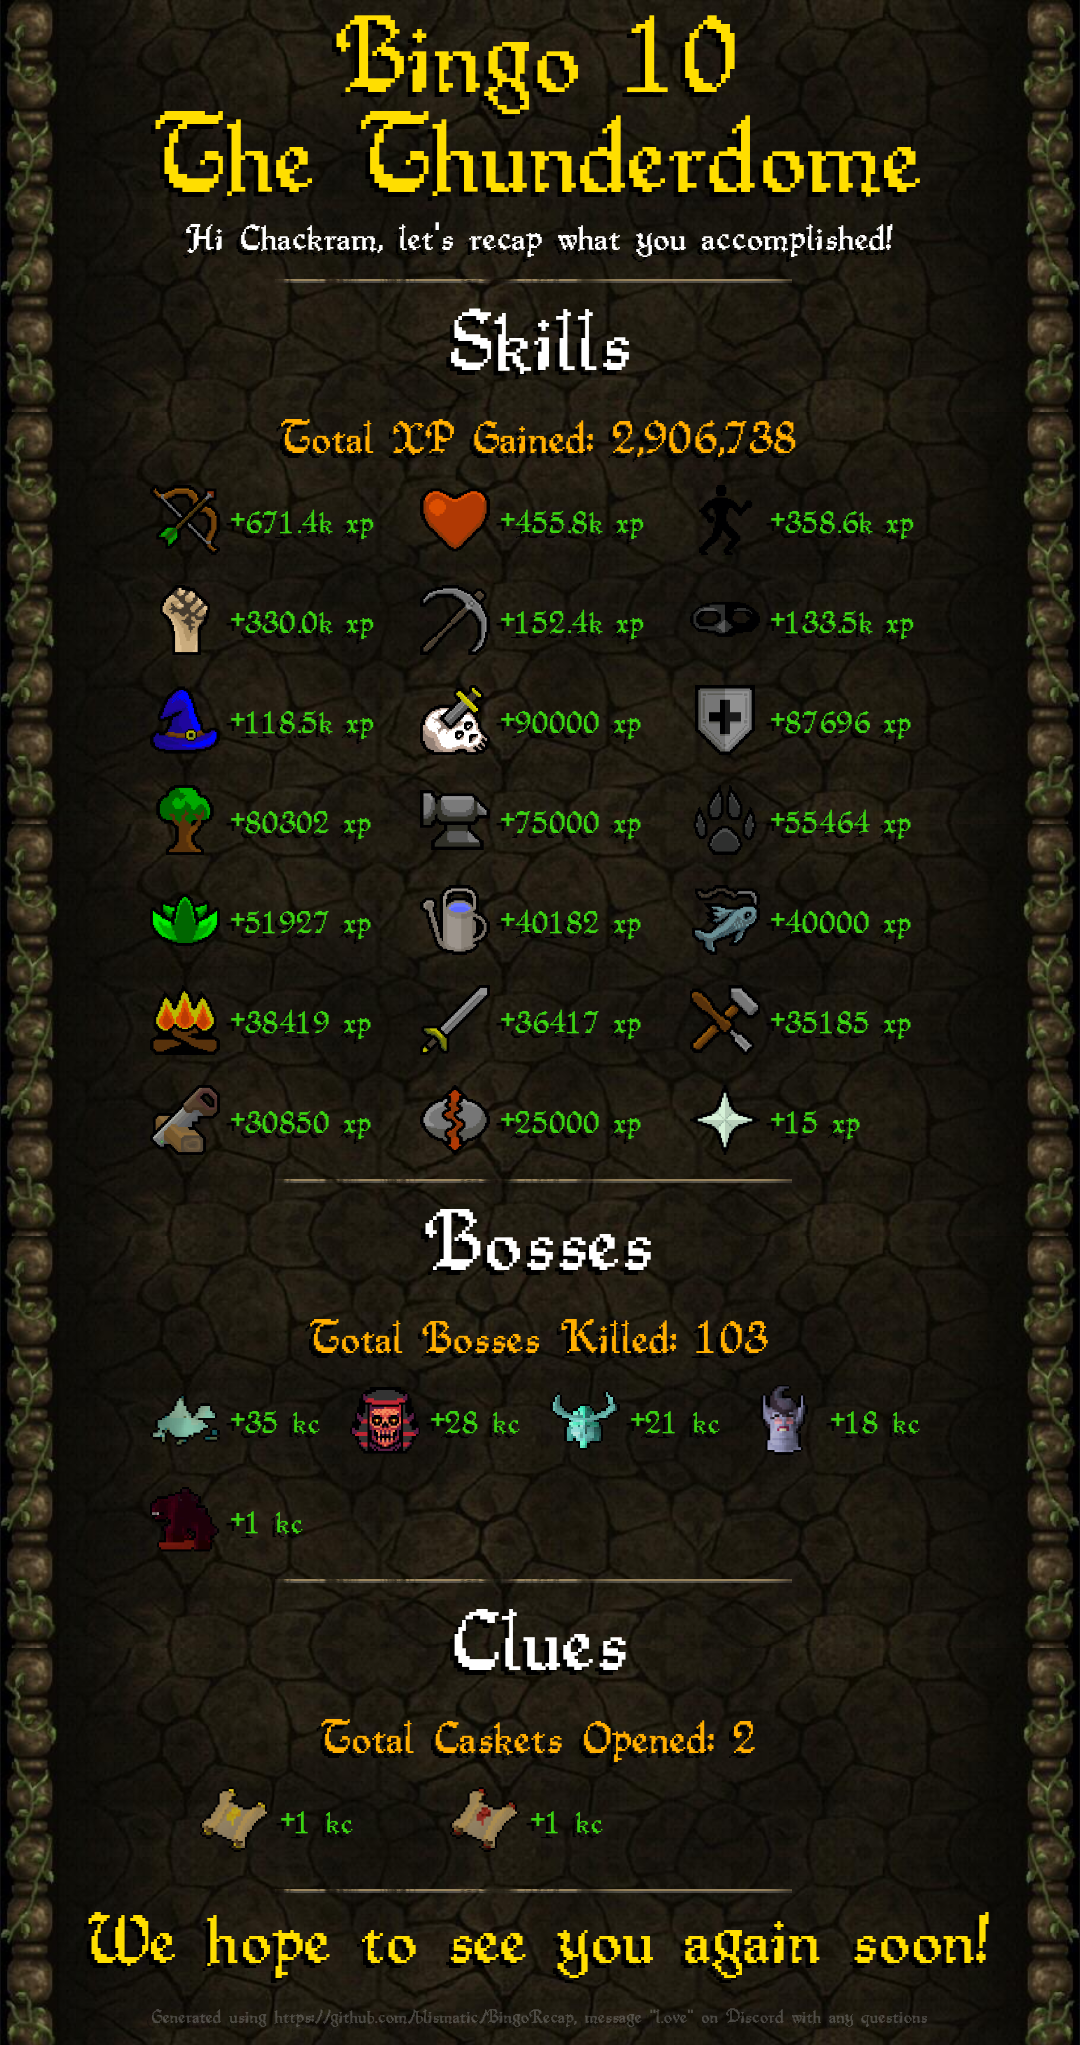 Bingo 10
The Thunderdome
Hi Chackram, let's recap what you accomplished!
Skills
Total XP Gained: 2,906,738
+671.4k xp +455.8k xp +358.6k xp
+330.0k xp +152.4k xp +133.5k xp
+118.5k xp +90000 xp +87696 xp
+80302 xp +75000 xp +55464 xp
+51927 xp +40182 xp +40000 xp
+38419 xp +36417 xp +35185 xp
+30850 xp +25000 xp +15 xp
Bosses
Total Bosses Killed: 103
+35 kc +28 kc +21 kc +18 kc
+1 kc
Clues
Total Caskets Opened: 2
+1 kc +1 kc
We hope to see you again soon!
Generated using https://github.com/blismatic/BingoRecap, message "love" on Discord with any questions